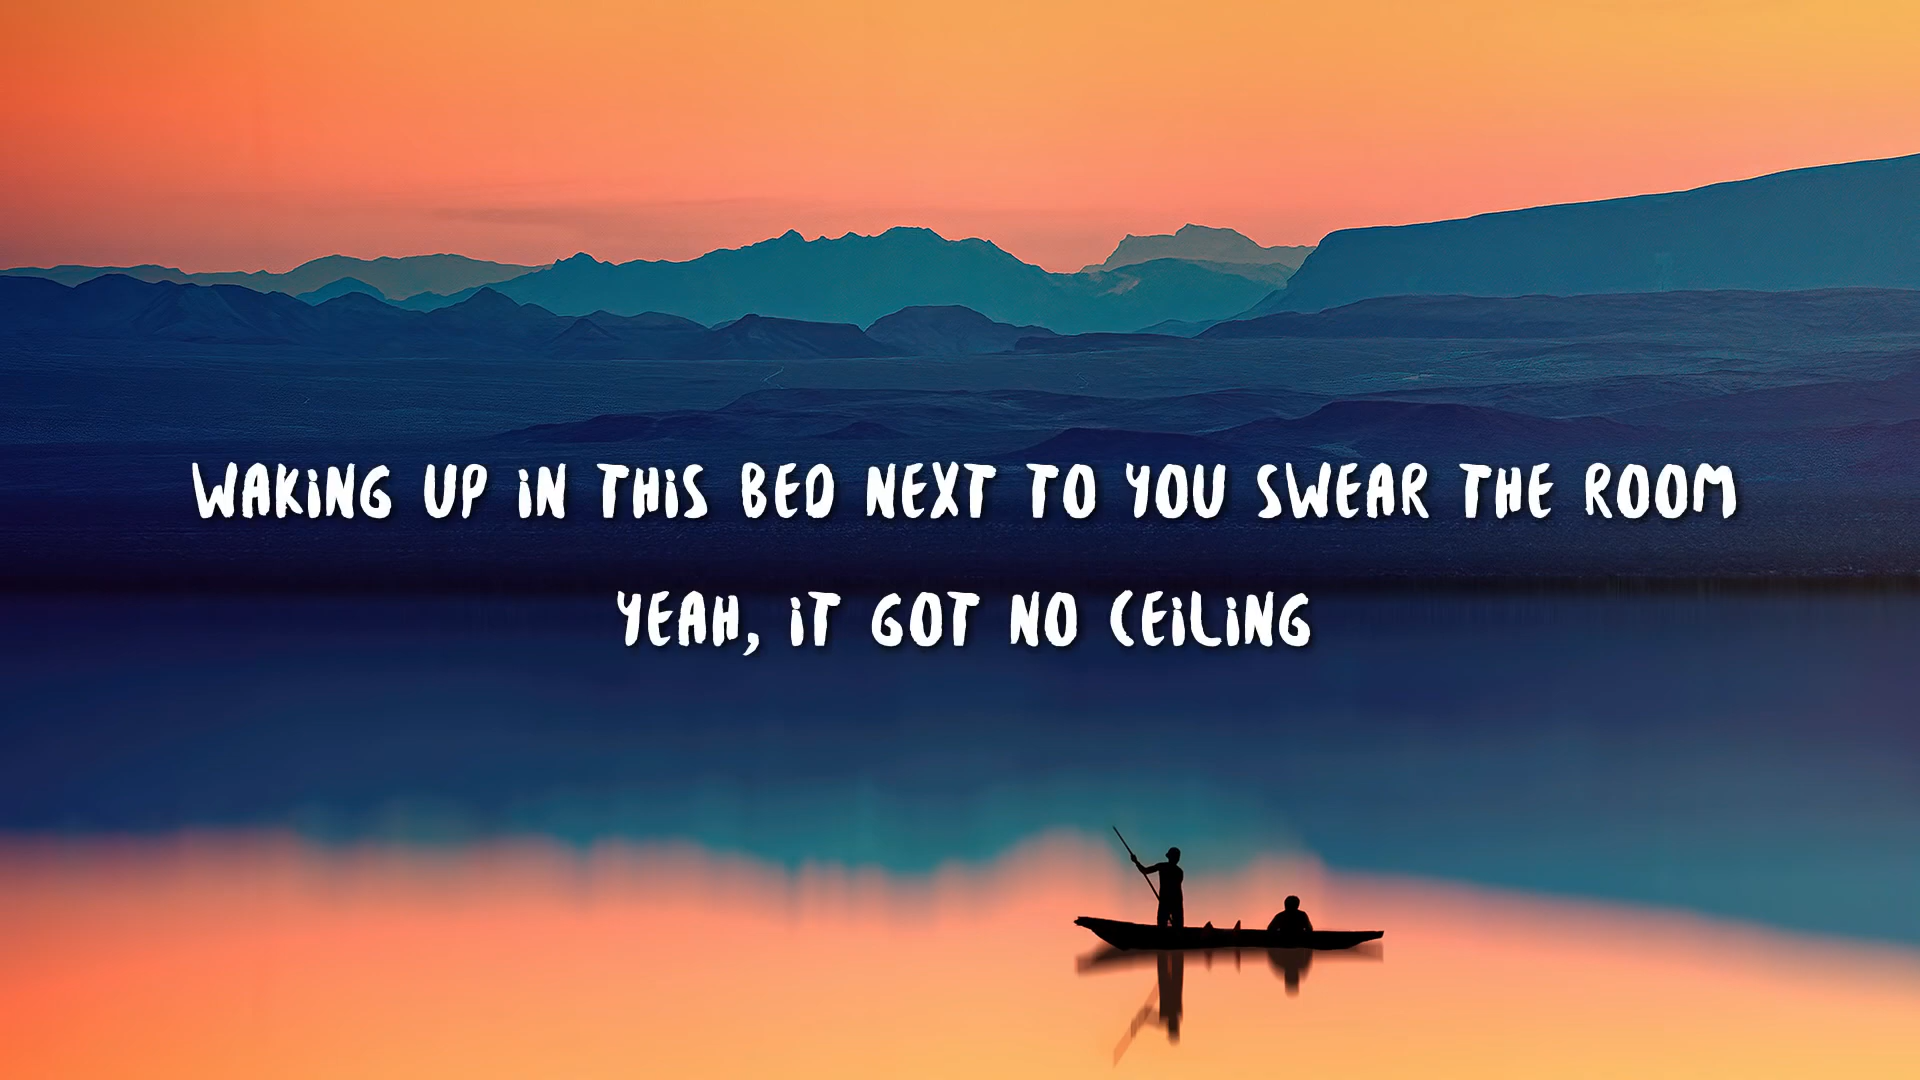 WAKING UP IN THIS BED NEXT TO YOU SWEAR THE ROOM
YEAH, IT GOT NO CEILING